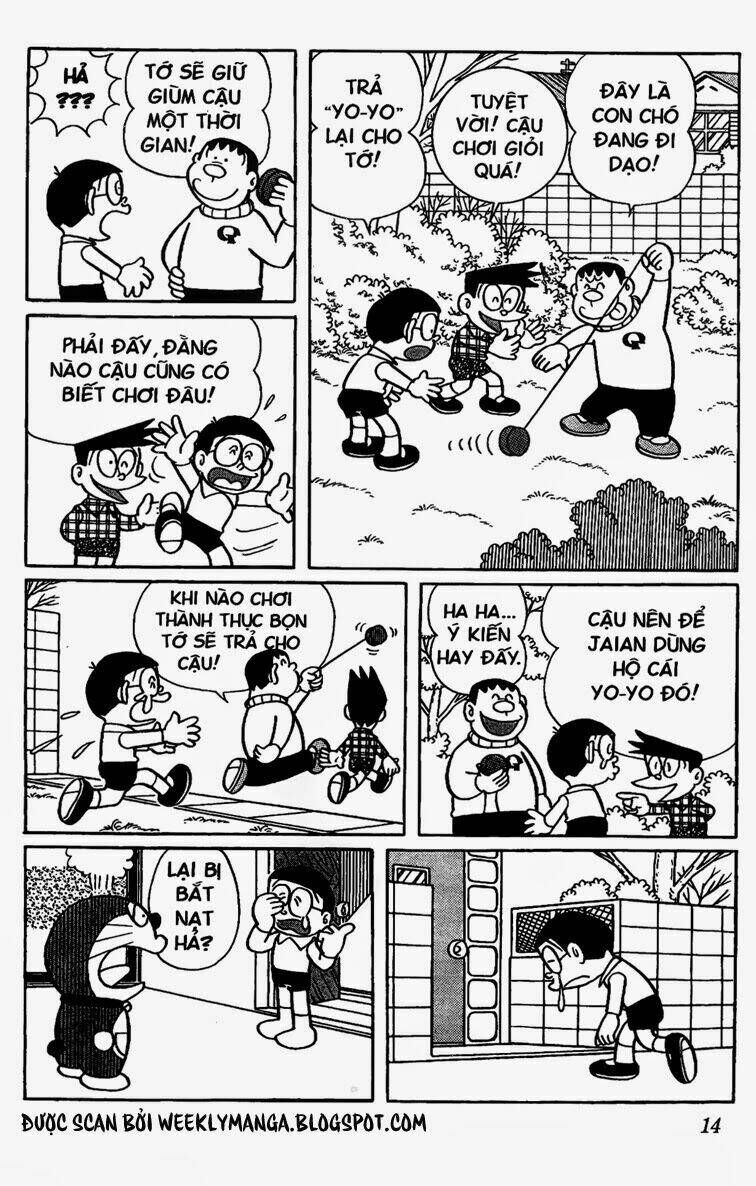 ĐÂY LÀ
CON CHÓ
ĐANG ĐI
DẠO!
TUYỆT
VỜI! CẬU
CHƠI GIỎI
QUÁ!
TRẢ
“YO-YO”
LẠI CHO
TỚ!
TỚ SẼ GIỮ
GIÙM CẬU
MỘT THỜI
GIAN!
HẢ
???
PHẢI ĐẤY, ĐẰNG
NÀO CẬU CŨNG CÓ
BIẾT CHƠI ĐÂU!
CẬU NÊN ĐỂ
JAIAN DÙNG
HỘ CÁI
YO-YO ĐÓ!
HA HA...
Ý KIẾN
HAY ĐẤY.
KHI NÀO CHƠI
THÀNH THỤC BỌN
TỚ SẼ TRẢ CHO
CẬU!
LẠI BỊ
BẮT
NẠT
HẢ?
ĐƯỢC SCAN BỞI WEEKLYMANGA.BLOGSPOT.COM
14